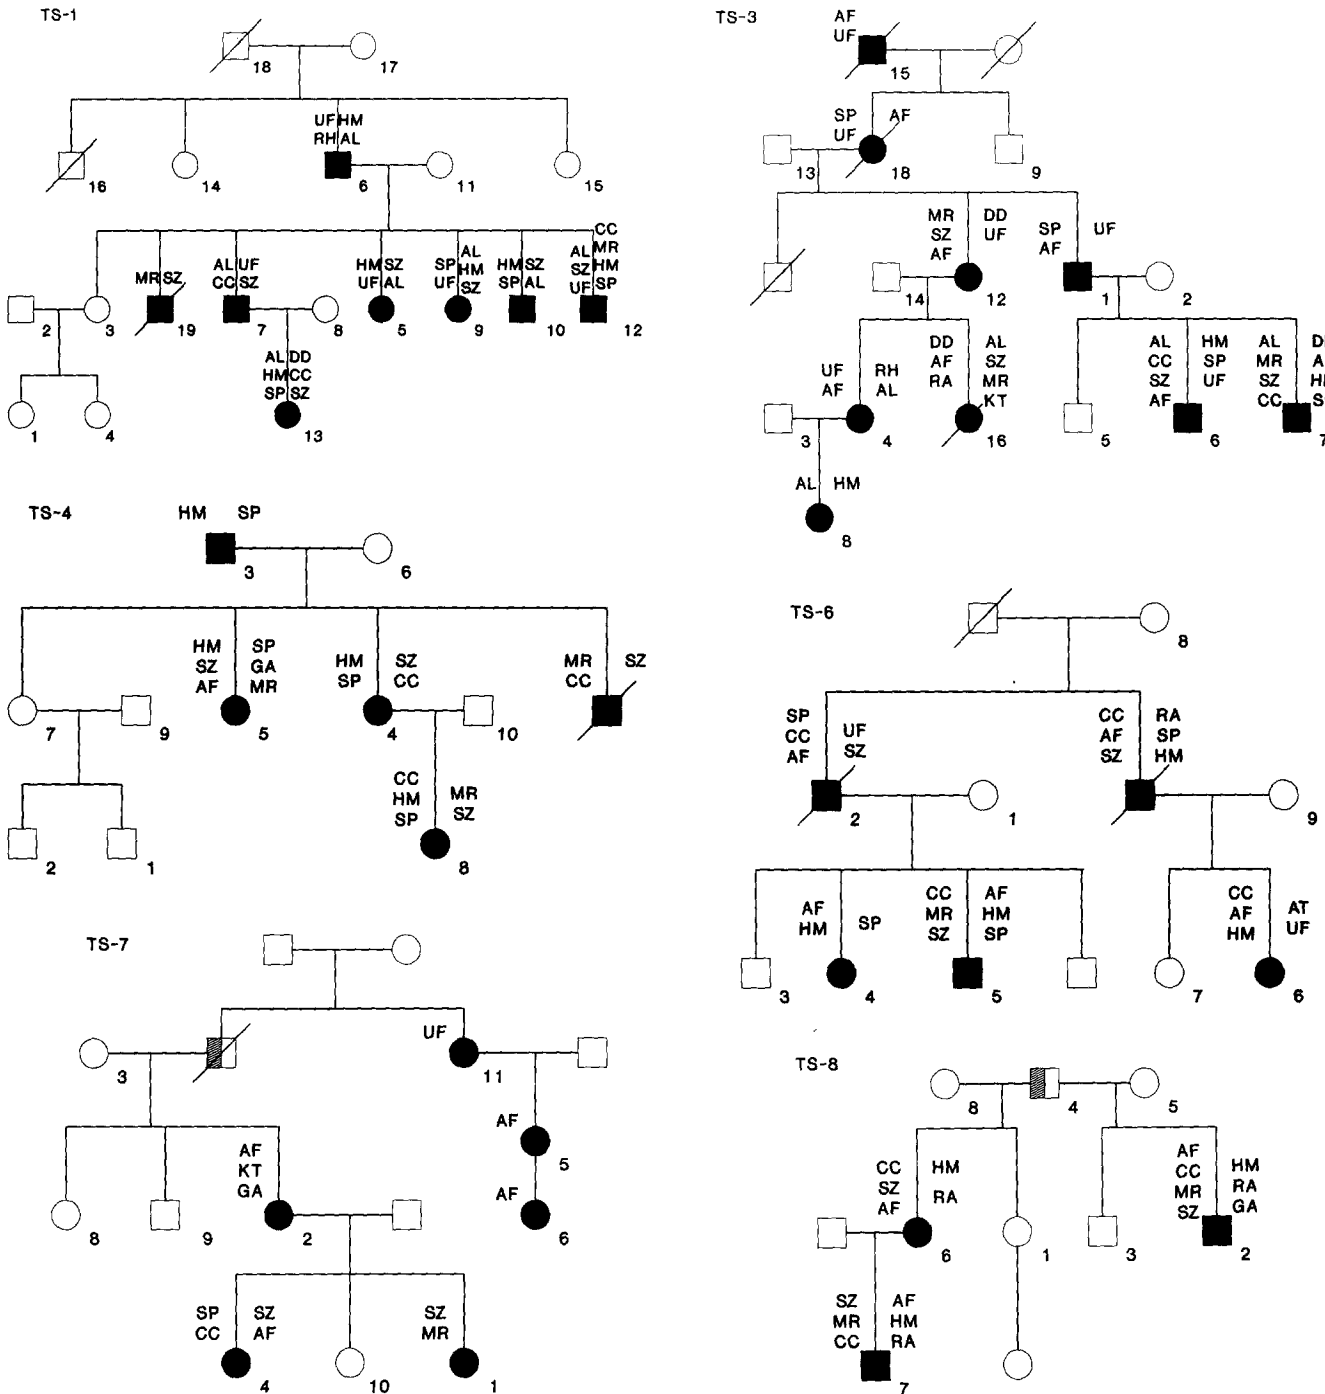 TS-1
18 17
UF HM
RH AL
16 14 6 11 15
CC
AL MR
MR SZ
AL UF
CC SZ
HM SZ
UF AL
SP AL
UF HM
SZ
HM SZ
SP AL
SZ HM
UF SP
2 3 19 7 8 5 9 10 12
AL DD
HM CC
SP SZ
1 4 13
TS-3
AF
UF
15
SP AF
UF
13 18 9
MR DD
SZ UF
AF
SP UF
AF
14 12 1 2
UF RH
AF AL
DD AL
AF SZ
RA MR
KT
AL HM
CC SP
SZ UF
AF
AL
MR
SZ
CC
3 4 16 5 6 7
AL HM
8
TS-4
HM SP
3 6
HM SP
SZ GA
AF MR
HM SZ
SP CC
MR SZ
CC
7 9 5 4 10
CC MR
HM SZ
SP
2 1 8
TS-6
8
SP UF
CC SZ
AF
CC RA
AF SP
SZ HM
2 1 9
AF SP
HM
CC AF
MR HM
SZ SP
CC AT
AF UF
HM
3 4 5 7 6
TS-7
UF
3 11
AF
5
AF
KT
GA
AF
8 9 2 6
SP SZ
CC AF
SZ
MR
4 10 1
TS-8
8 4 5
CC HM
SZ RA
AF
AF HM
CC RA
MR GA
SZ
6 1 3 2
SZ AF
MR HM
CC RA
7